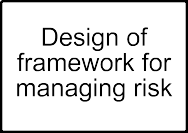 Design of
framework for
managing risk